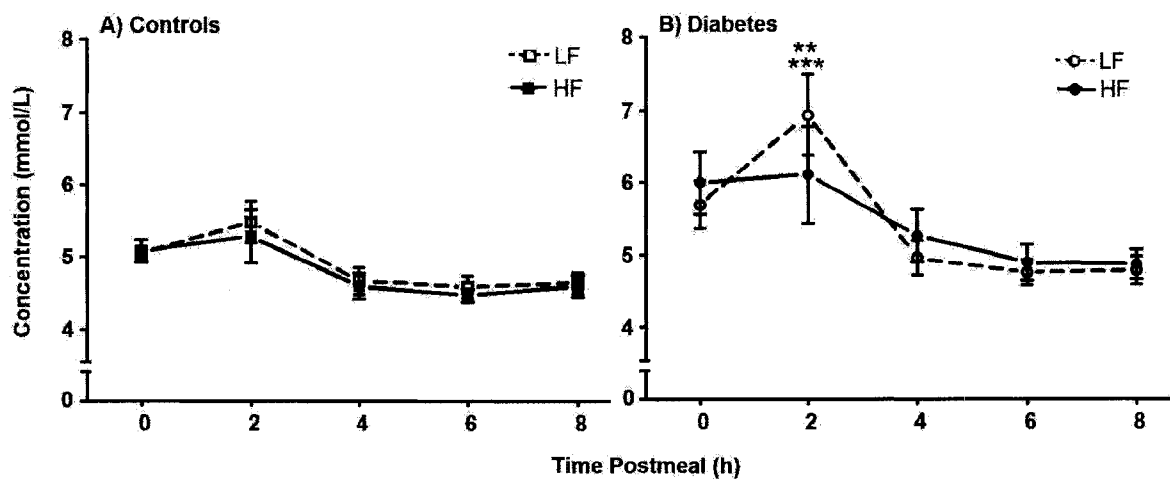 A) Controls
B) Diabetes
8
7
6
5
4
0
Concentration (mmol/L)
LF
HF
0 2 4 6 8
8
7
6
5
4
0
**
***
LF
HF
0 2 4 6 8
Time Postmeal (h)